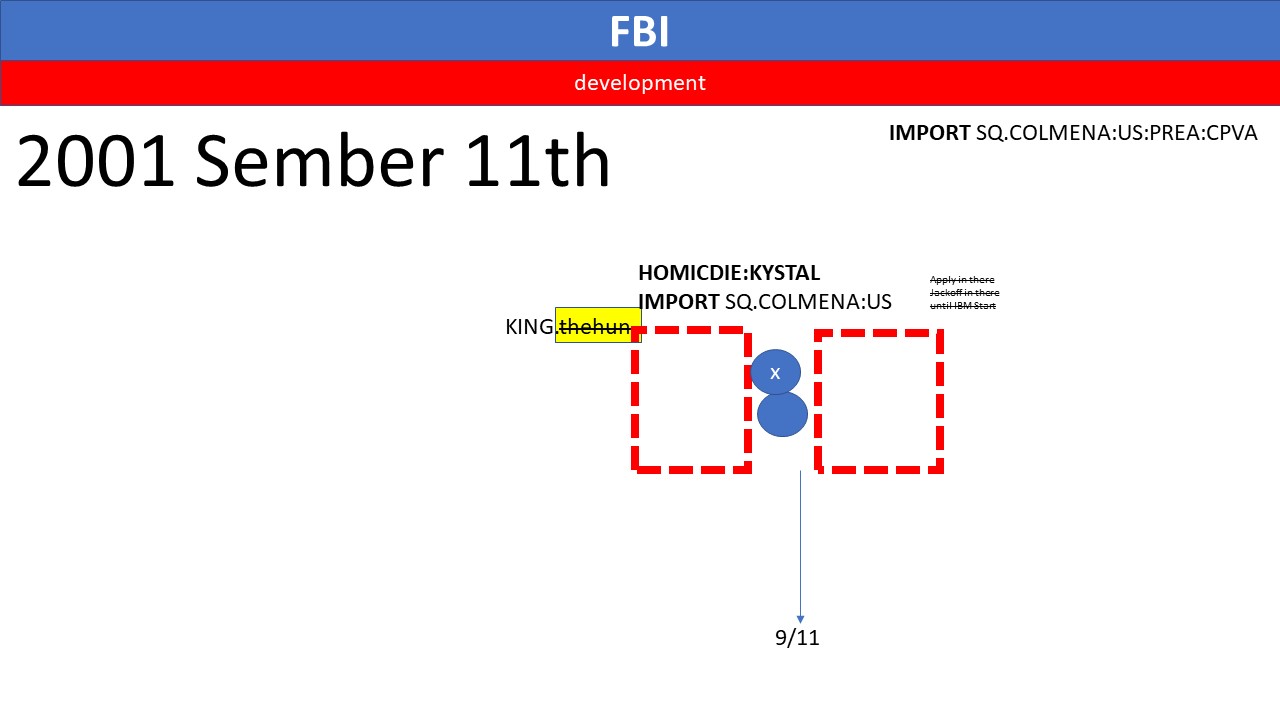 FBI
development
2001 Sember 11th
IMPORT SQ.COLMENA:US:PREA:CPVA
HOMICDIE:KYSTAL
IMPORT SQ.COLMENA:US
Apply in there
Jackoff in there
until IBM Start
KING.thehun
x
9/11